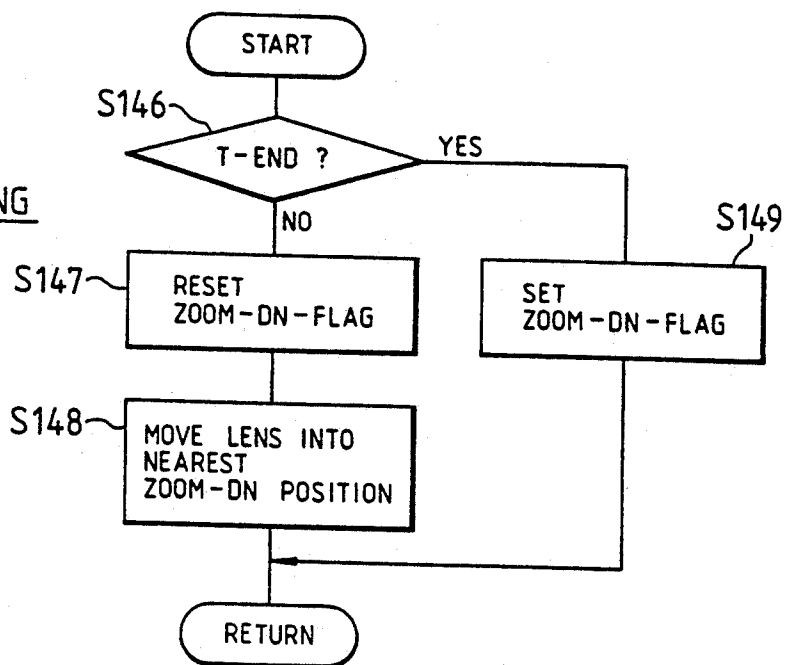 START
S146
T-END ?
YES
NG
NO
S149
S147
RESET
ZOOM-DN-FLAG
SET
ZOOM-DN-FLAG
S148
MOVE LENS INTO
NEAREST
ZOOM-DN POSITION
RETURN